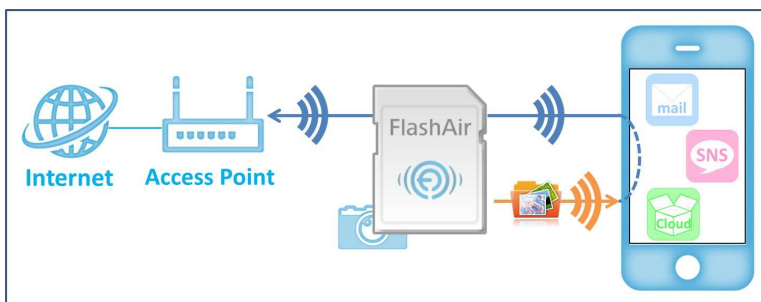 Internet
Access Point
FlashAir
mail
SNS
Cloud